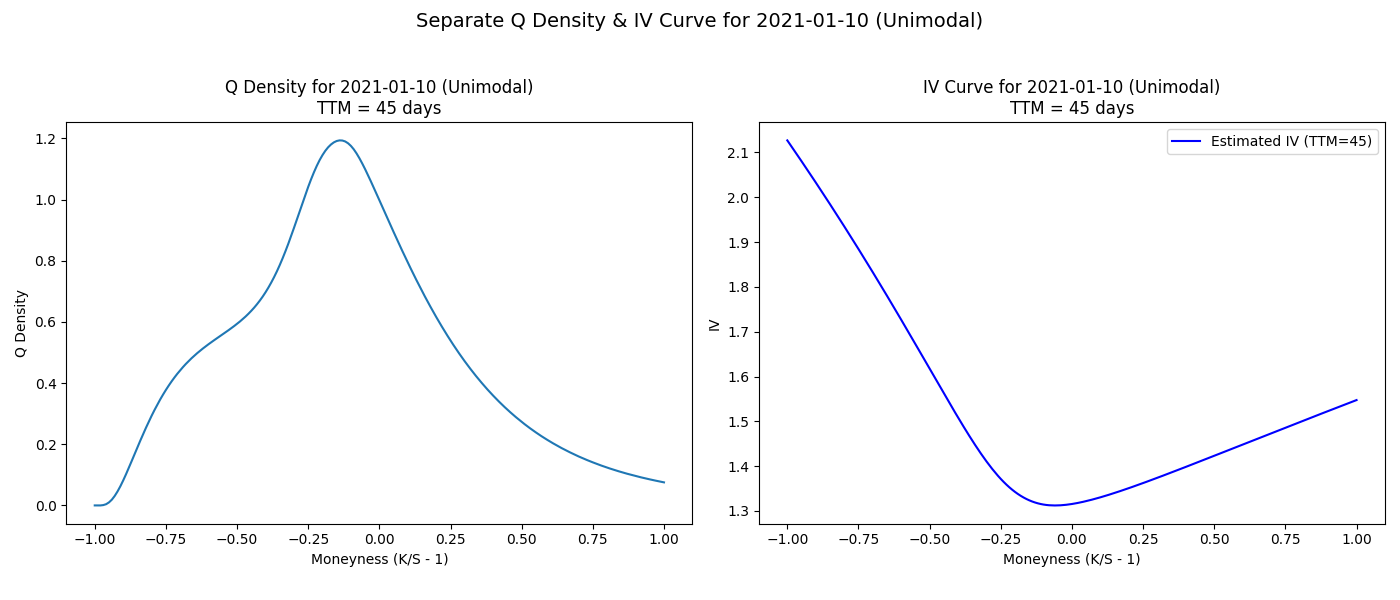 Separate Q Density & IV Curve for 2021-01-10 (Unimodal)
Q Density for 2021-01-10 (Unimodal)
TTM = 45 days
Q Density
1.2
1.0
0.8
0.6
0.4
0.2
0.0
−1.00 −0.75 −0.50 −0.25 0.00 0.25 0.50 0.75 1.00
Moneyness (K/S - 1)
IV Curve for 2021-01-10 (Unimodal)
TTM = 45 days
Estimated IV (TTM=45)
IV
2.1
2.0
1.9
1.8
1.7
1.6
1.5
1.4
1.3
−1.00 −0.75 −0.50 −0.25 0.00 0.25 0.50 0.75 1.00
Moneyness (K/S - 1)